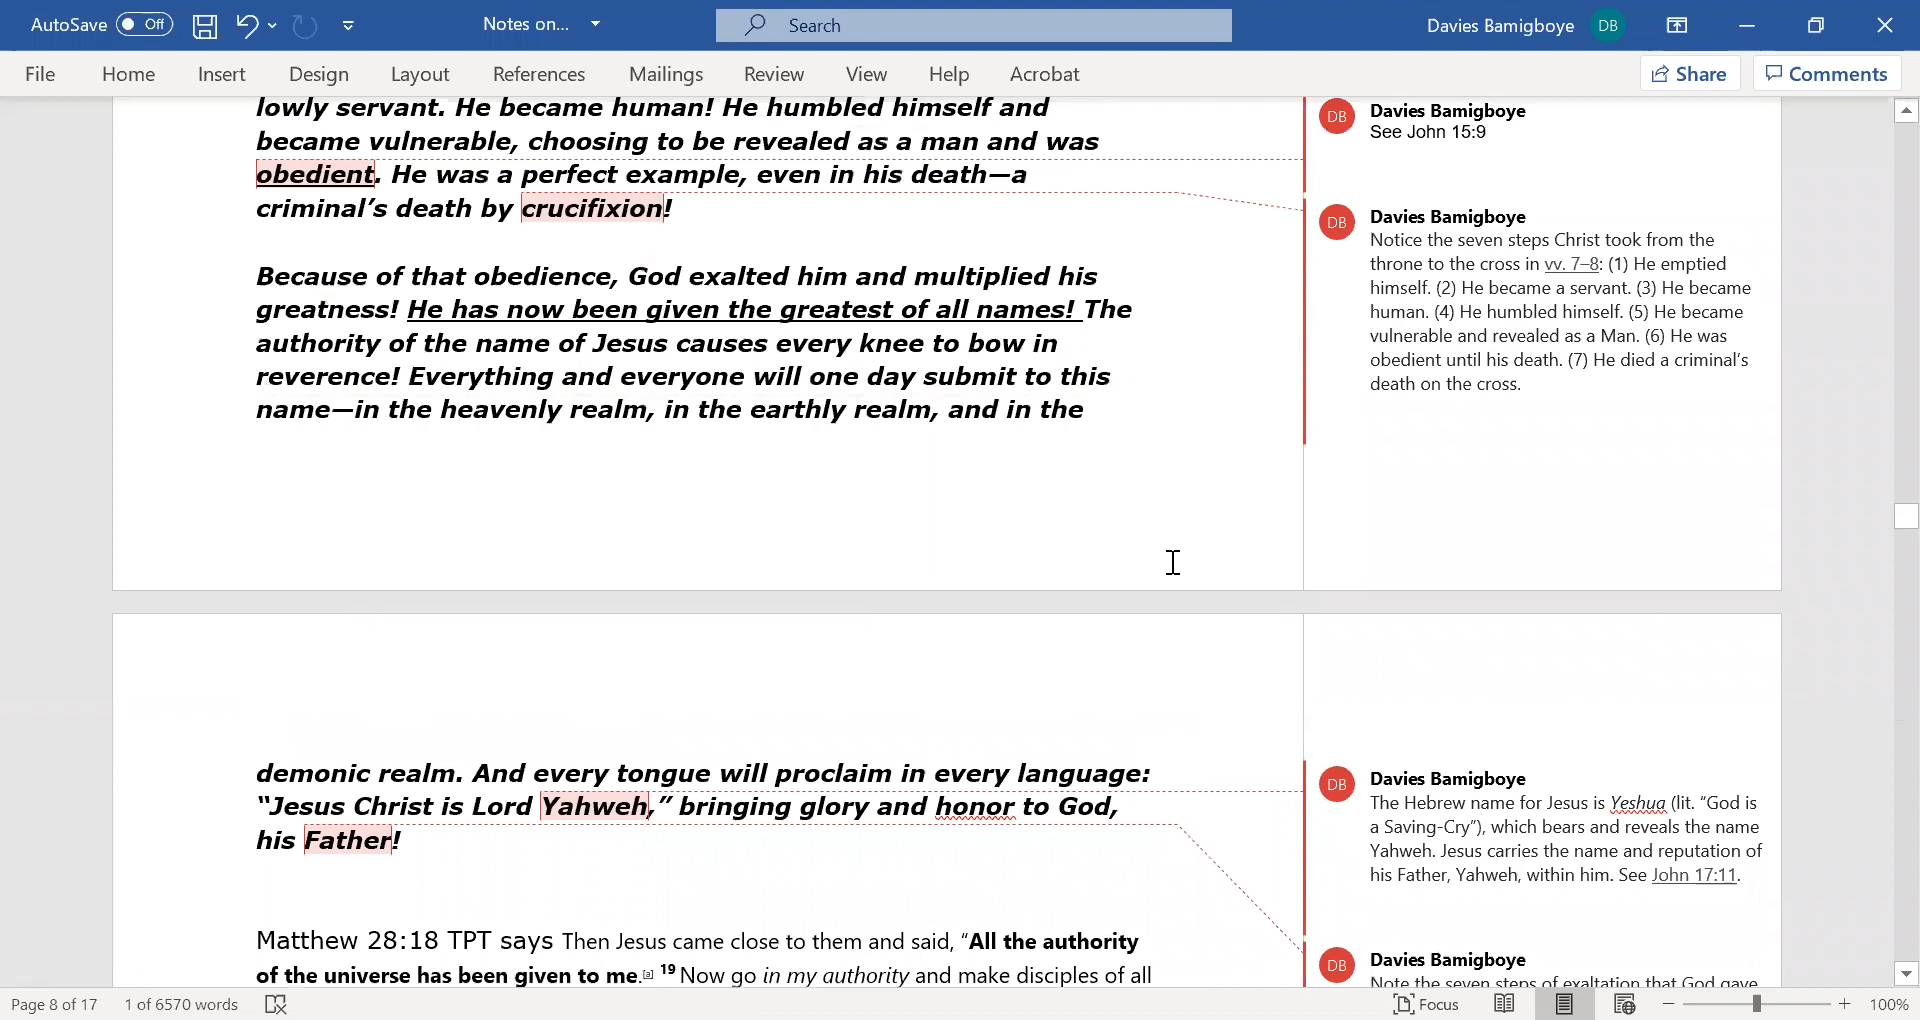 AutoSave Off Notes on... Search Davies Bamigboye DB
File Home Insert Design Layout References Mailings Review View Help Acrobat Share Comments
lowly servant. He became human! He humbled himself and
became vulnerable, choosing to be revealed as a man and was
obedient. He was a perfect example, even in his death—a
criminal’s death by crucifixion!
Because of that obedience, God exalted him and multiplied his
greatness! He has now been given the greatest of all names! The
authority of the name of Jesus causes every knee to bow in
reverence! Everything and everyone will one day submit to this
name—in the heavenly realm, in the earthly realm, and in the
DB Davies Bamigboye
See John 15:9
DB Davies Bamigboye
Notice the seven steps Christ took from the
throne to the cross in vv. 7–8: (1) He emptied
himself. (2) He became a servant. (3) He became
human. (4) He humbled himself. (5) He became
vulnerable and revealed as a Man. (6) He was
obedient until his death. (7) He died a criminal’s
death on the cross.
demonic realm. And every tongue will proclaim in every language:
“Jesus Christ is Lord Yahweh,” bringing glory and honor to God,
his Father!
Matthew 28:18 TPT says Then Jesus came close to them and said, “All the authority
of the universe has been given to me.[a] 19 Now go in my authority and make disciples of all
DB Davies Bamigboye
The Hebrew name for Jesus is Yeshua (lit. “God is
a Saving-Cry”), which bears and reveals the name
Yahweh. Jesus carries the name and reputation of
his Father, Yahweh, within him. See John 17:11.
DB Davies Bamigboye
Note the seven steps of exaltation that God gave
Page 8 of 17 1 of 6570 words Focus 100%